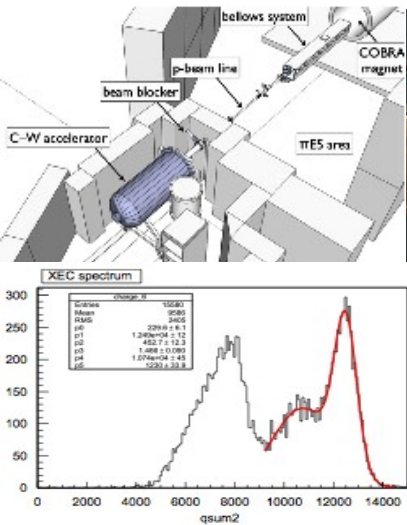 bellows system
COBRA
magnet
p-beam line
beam blocker
C-W accelerator
πE5 area
XEC spectrum
charge_6
Entries 15580
Mean 9586
RMS 2405
p0 229.6 ± 6.1
p1 1.249e+04 ± 12
p2 452.7 ± 12.3
p3 1.468 ± 0.080
p4 1.074e+04 ± 45
p5 1230 ± 33.9
300
250
200
150
100
50
0
0 2000 4000 6000 8000 10000 12000 14000
qsum2